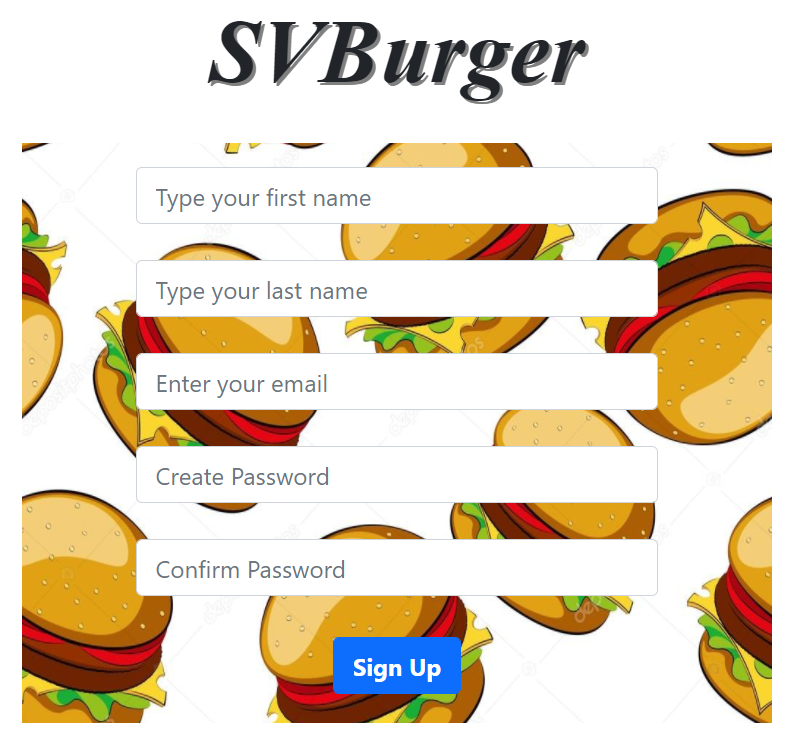 SVBurger
Type your first name
Type your last name
Enter your email
Create Password
Confirm Password
Sign Up